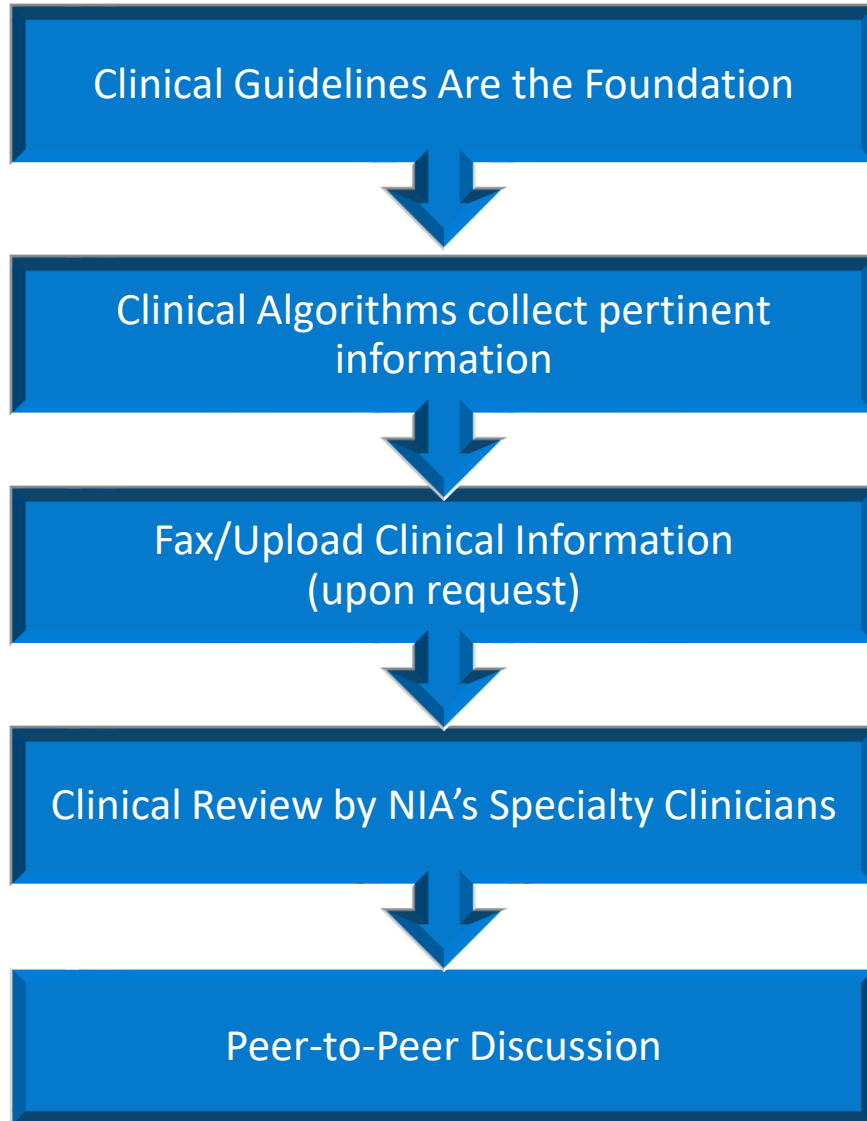 Clinical Guidelines Are the Foundation
Clinical Algorithms collect pertinent
information
Fax/Upload Clinical Information
(upon request)
Clinical Review by NIA’s Specialty Clinicians
Peer-to-Peer Discussion